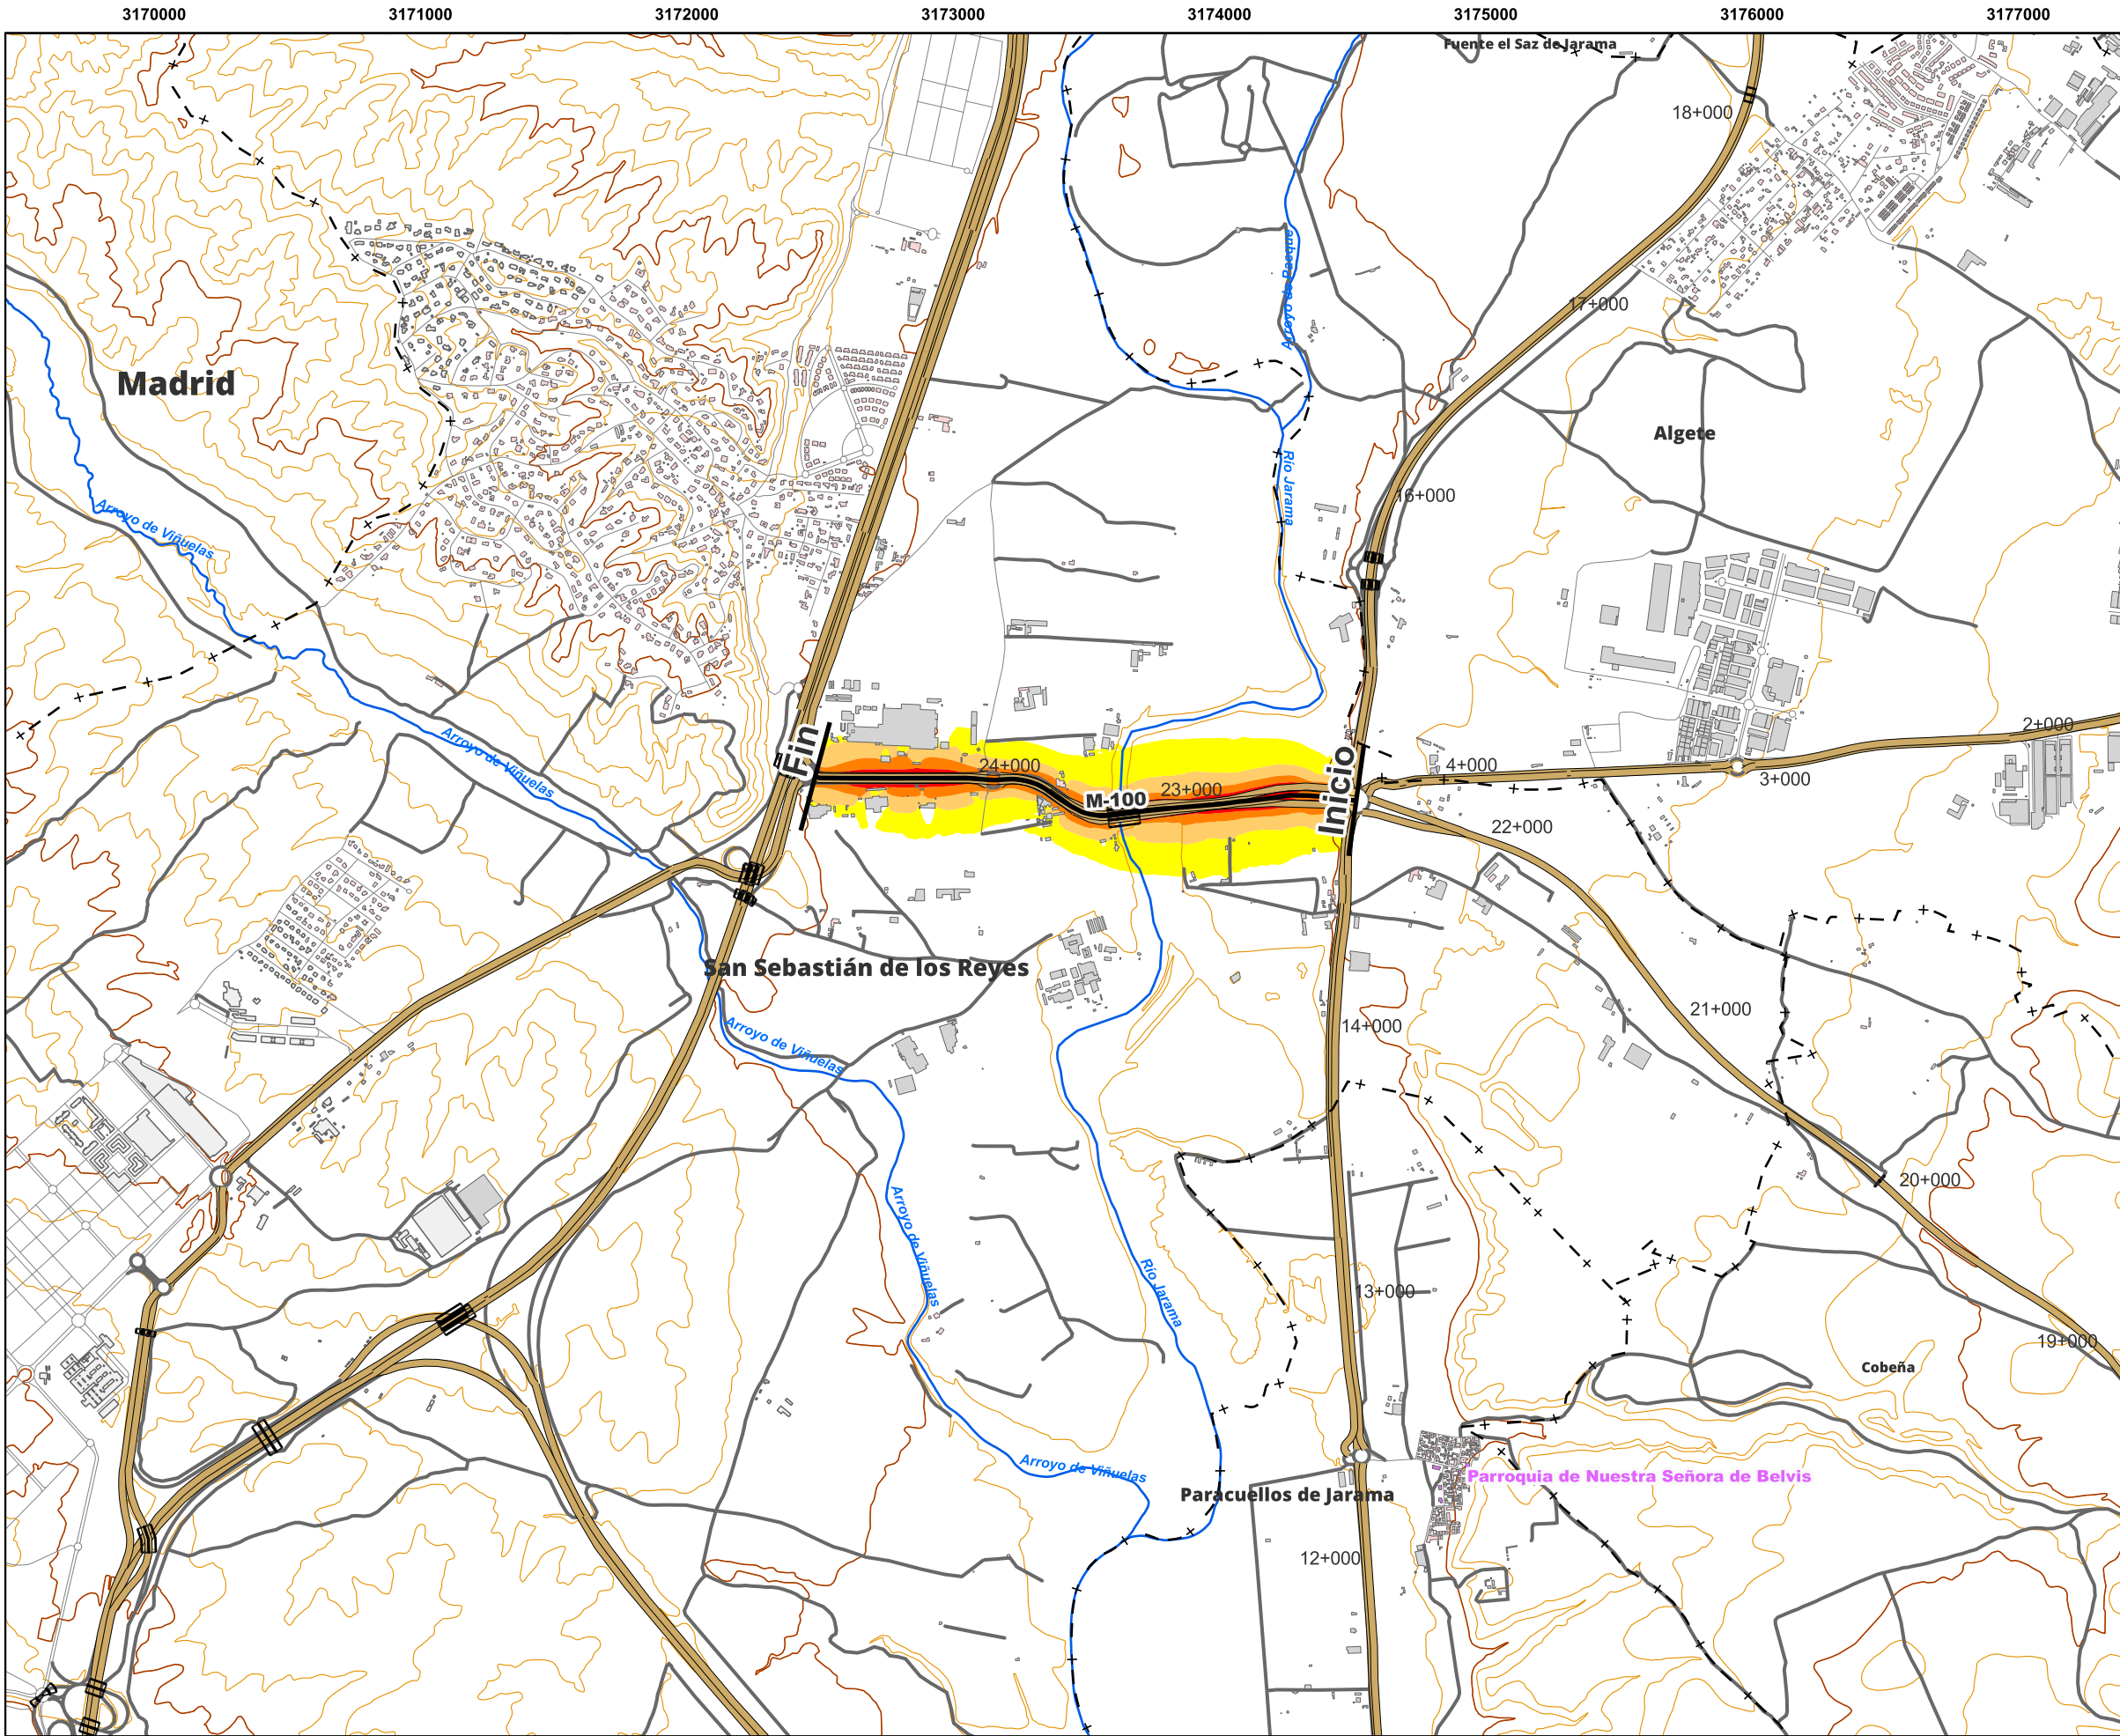 3170000 3171000 3172000 3173000 3174000 3175000 3176000 3177000
Fuente el Saz de Jarama
18+000
Arroyo de Paeque
17+000
Madrid
Algete
Río Jarama
16+000
Arroyo de Viñuelas
Arroyo de Viñuelas
Fin
Inicio
2+000
24+000
4+000
3+000
M-100
23+000
22+000
San Sebastián de los Reyes
21+000
14+000
Arroyo de Viñuelas
20+000
Arroyo de Viñuelas
Río Jarama
13+000
19+000
Cobeña
Arroyo de Viñuelas
Parroquia de Nuestra Señora de Belvis
Paracuellos de Jarama
12+000